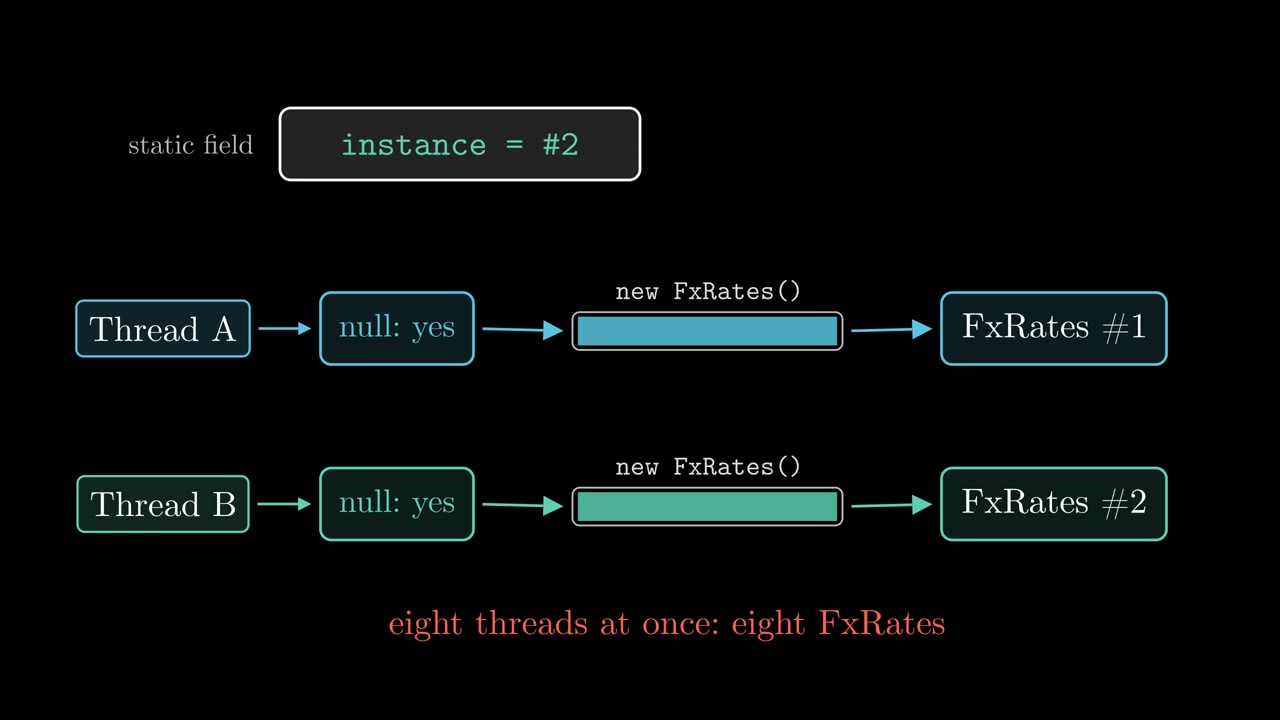 static field
instance = #2
new FxRates()
Thread A
null: yes
FxRates #1
new FxRates()
Thread B
null: yes
FxRates #2
eight threads at once: eight FxRates